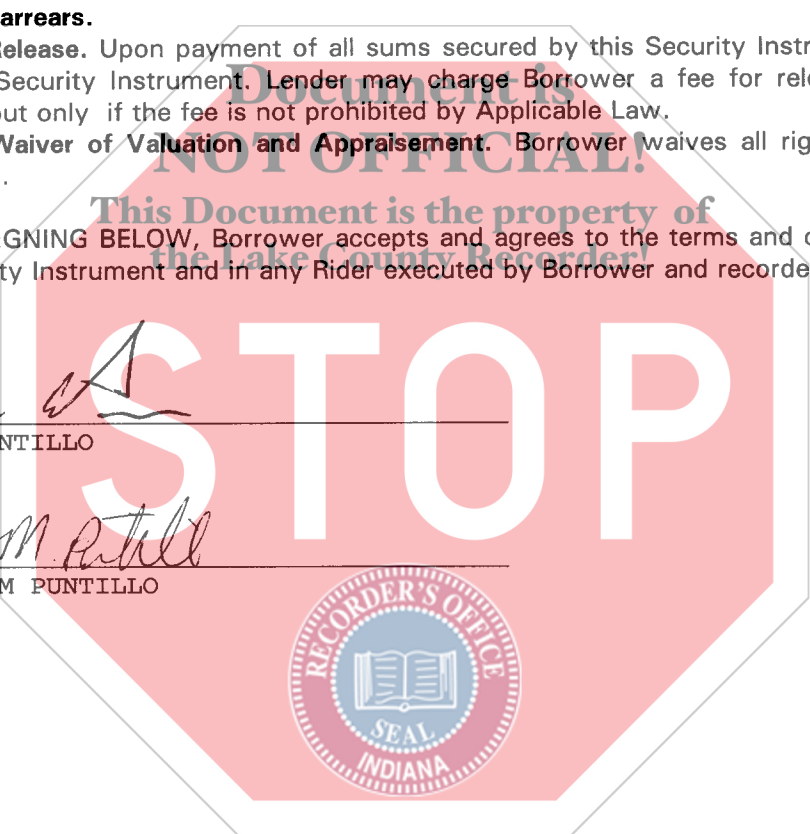 arrears.
Release. Upon payment of all sums secured by this Security Instr
Security Instrument. Lender may charge Borrower a fee for rele
but only if the fee is not prohibited by Applicable Law.
Waiver of Valuation and Appraisement. Borrower waives all rig
.
GNING BELOW, Borrower accepts and agrees to the terms and c
ty Instrument and in any Rider executed by Borrower and recorde
Document is
NOT OFFICIAL!
This Document is the property of
the Lake County Recorder!
STOP
NTILLO
M. Puntillo
M PUNTILLO
RECORDER'S OFFICE
SEAL
INDIANA